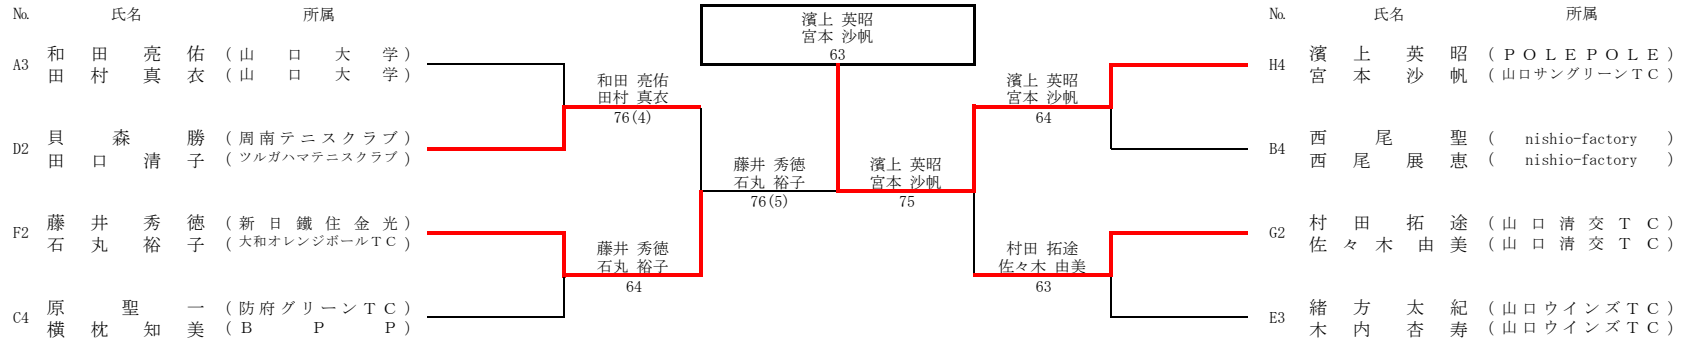 № 氏名 所属
A3
和田 亮佑 (山口大学)
田村 真衣 (山口大学)
D2
貝森 勝 (周南テニスクラブ)
田口 清子 (ツルガハマテニスクラブ)
F2
藤井 秀徳 (新日鐵住金光)
石丸 裕子 (大和オレンジボールTC)
C4
原 聖一 (防府グリーンTC)
横枕 知美 (BPP)
和田 亮佑
田村 真衣
76(4)
藤井 秀徳
石丸 裕子
64
藤井 秀徳
石丸 裕子
76(5)
濱上 英昭
宮本 沙帆
63
濱上 英昭
宮本 沙帆
75
濱上 英昭
宮本 沙帆
64
村田 拓途
佐々木 由美
63
№ 氏名 所属
H4
濱上 英昭 (POLEPOLE)
宮本 沙帆 (山口サングリーンTC)
B4
西尾 聖 (nishio-factory)
西尾 展恵 (nishio-factory)
G2
村田 拓途 (山口清交TC)
佐々木 由美 (山口清交TC)
E3
緒方 太紀 (山口ウインズTC)
木内 杏寿 (山口ウインズTC)